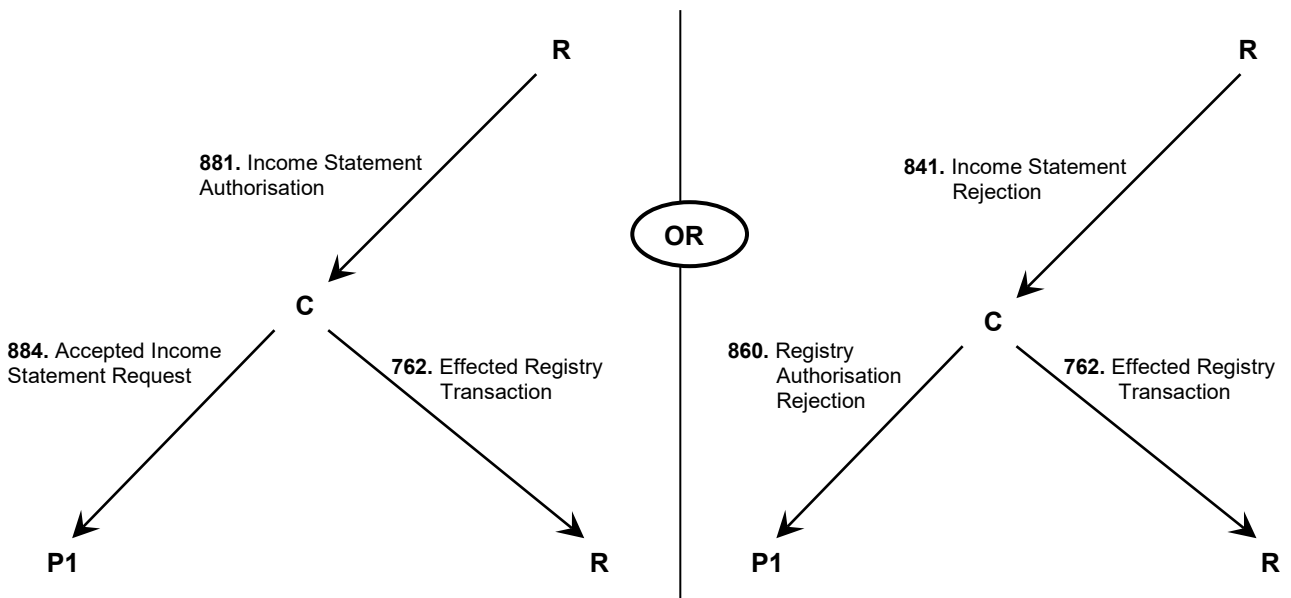 R
881. Income Statement
Authorisation
C
884. Accepted Income
Statement Request
762. Effected Registry
Transaction
P1
R
OR
R
841. Income Statement
Rejection
C
860. Registry
Authorisation
Rejection
762. Effected Registry
Transaction
P1
R